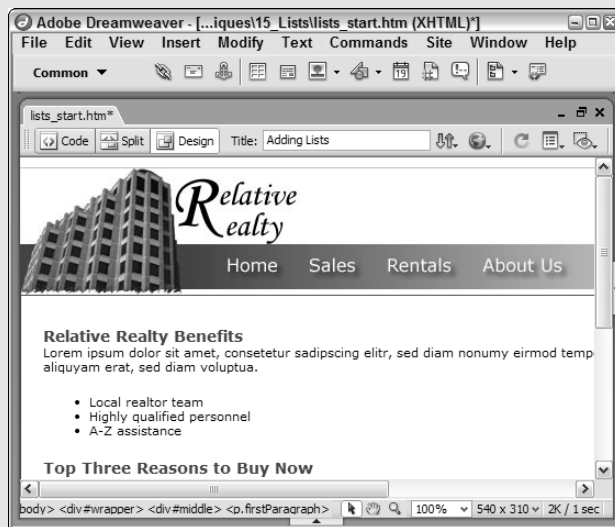 Adobe Dreamweaver - [...iques\15_Lists\lists_start.htm (XHTML)*]
File Edit View Insert Modify Text Commands Site Window Help
Common
19
lists_start.htm*
Code Split Design Title: Adding Lists
Relative
Realty
Home Sales Rentals About Us
Relative Realty Benefits
Lorem ipsum dolor sit amet, consetetur sadipscing elitr, sed diam nonumy eirmod temp
aliquyam erat, sed diam voluptua.
• Local realtor team
• Highly qualified personnel
• A-Z assistance
Top Three Reasons to Buy Now
body> <div#wrapper> <div#middle> <p.firstParagraph> 100% 540 x 310 2K / 1 sec